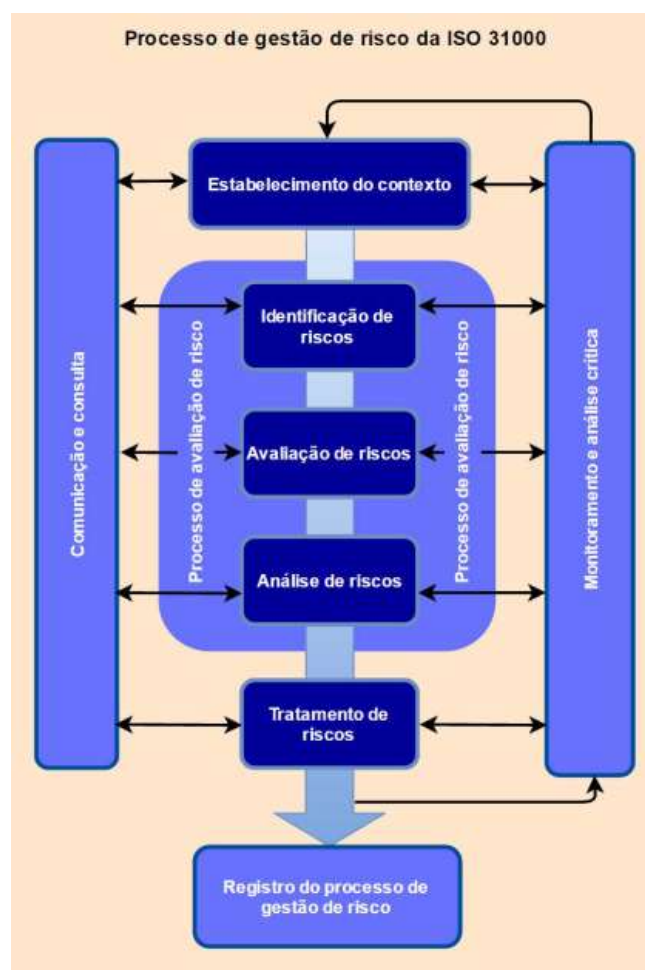 Processo de gestão de risco da ISO 31000
Estabelecimento do contexto
Comunicação e consulta
Processo de avaliação de risco
Identificação de
riscos
Avaliação de riscos
Análise de riscos
Processo de avaliação de risco
Monitoramento e análise crítica
Tratamento de
riscos
Registro do processo de
gestão de risco